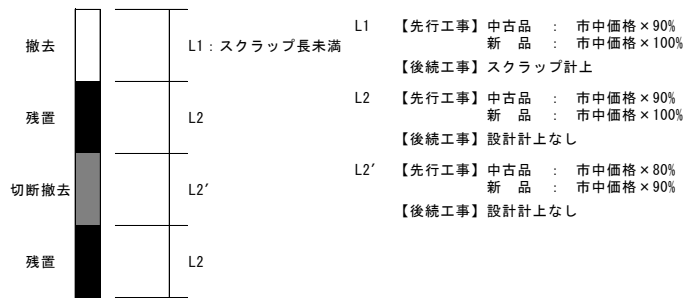 撤去
L1：スクラップ長未満
残置
L2
切断撤去
L2′
残置
L2
L1 【先行工事】中古品 ： 市中価格×90%
新　品 ： 市中価格×100%
【後続工事】スクラップ計上
L2 【先行工事】中古品 ： 市中価格×90%
新　品 ： 市中価格×100%
【後続工事】設計計上なし
L2′ 【先行工事】中古品 ： 市中価格×80%
新　品 ： 市中価格×90%
【後続工事】設計計上なし